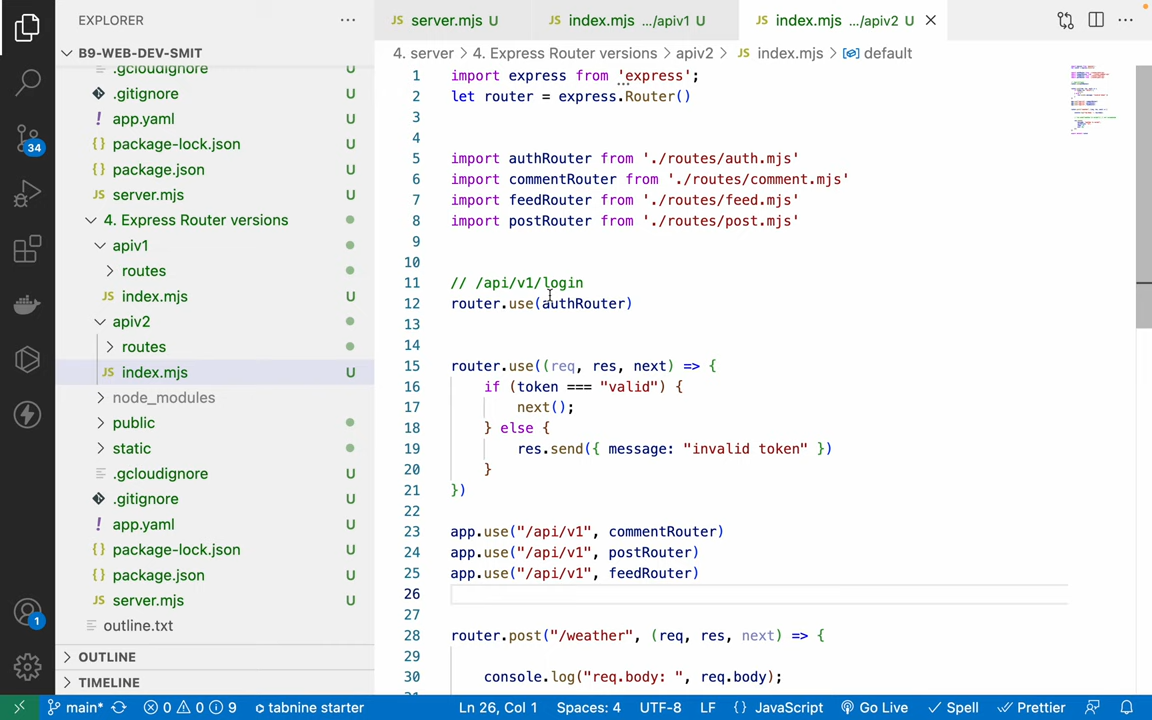 EXPLORER
B9-WEB-DEV-SMIT
.gcloudignore U
.gitignore U
app.yaml U
package-lock.json U
package.json U
server.mjs U
4. Express Router versions
apiv1
routes
index.mjs U
apiv2
routes
index.mjs U
node_modules
public
static
.gcloudignore U
.gitignore U
app.yaml U
package-lock.json U
package.json U
server.mjs U
outline.txt
OUTLINE
TIMELINE
34
1
server.mjs U index.mjs .../apiv1 U index.mjs .../apiv2 U
4. server > 4. Express Router versions > apiv2 > JS index.mjs > default
1 import express from 'express';
2 let router = express.Router()
3
4
5 import authRouter from './routes/auth.mjs'
6 import commentRouter from './routes/comment.mjs'
7 import feedRouter from './routes/feed.mjs'
8 import postRouter from './routes/post.mjs'
9
10
11 // /api/v1/login
12 router.use(authRouter)
13
14
15 router.use((req, res, next) => {
16 if (token === "valid") {
17 next();
18 } else {
19 res.send({ message: "invalid token" })
20 }
21 })
22
23 app.use("/api/v1", commentRouter)
24 app.use("/api/v1", postRouter)
25 app.use("/api/v1", feedRouter)
26
27
28 router.post("/weather", (req, res, next) => {
29
30 console.log("req.body: ", req.body);
main* 0 0 9 tabnine starter Ln 26, Col 1 Spaces: 4 UTF-8 LF {} JavaScript Go Live Spell Prettier